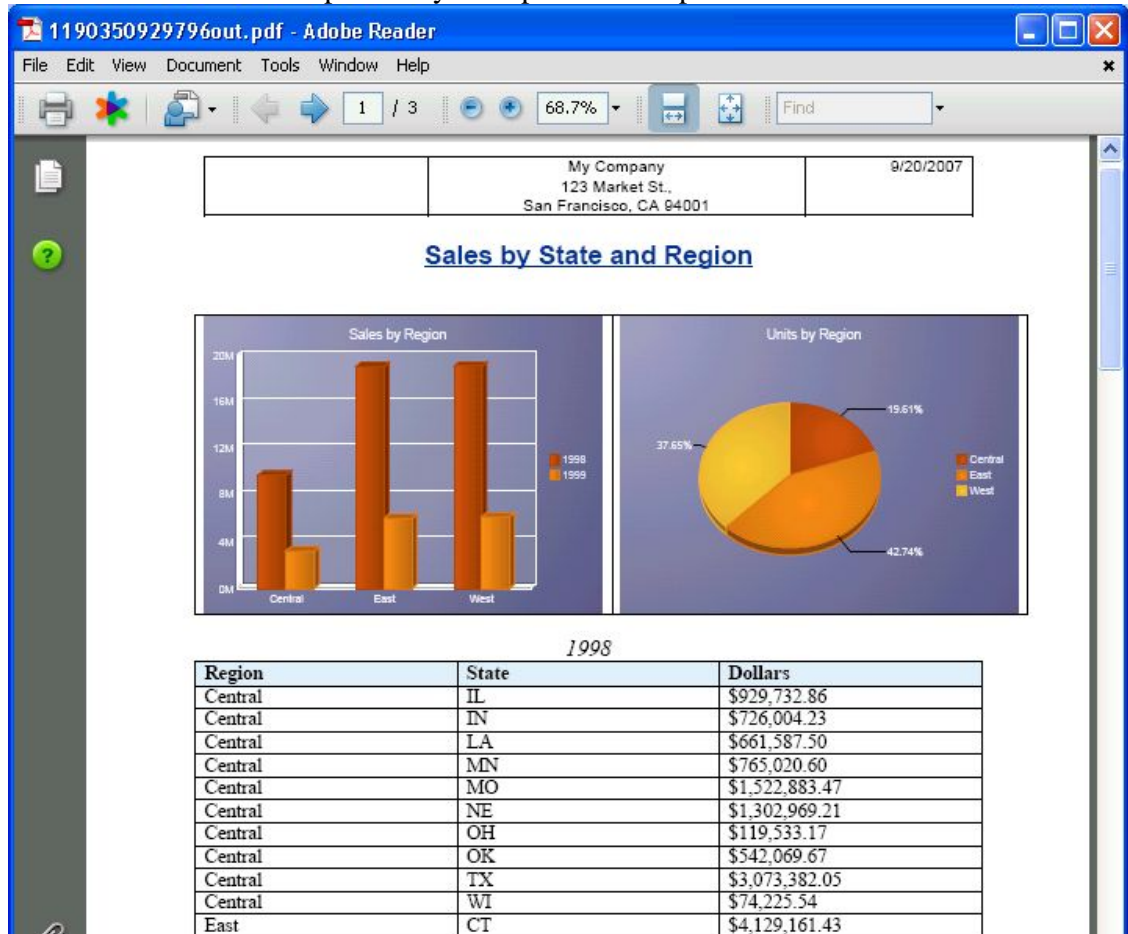 1190350929796out.pdf - Adobe Reader
File Edit View Document Tools Window Help
1 / 3 68.7% Find
My Company 9/20/2007
123 Market St.,
San Francisco, CA 94001
Sales by State and Region
Sales by Region
20M
16M
12M
8M
4M
0M
Central East West
1998
1999
Units by Region
19.61%
37.65%
42.74%
Central
East
West
1998
Region State Dollars
Central IL $929,732.86
Central IN $726,004.23
Central LA $661,587.50
Central MN $765,020.60
Central MO $1,522,883.47
Central NE $1,302,969.21
Central OH $119,533.17
Central OK $542,069.67
Central TX $3,073,382.05
Central WI $74,225.54
East CT $4,129,161.43